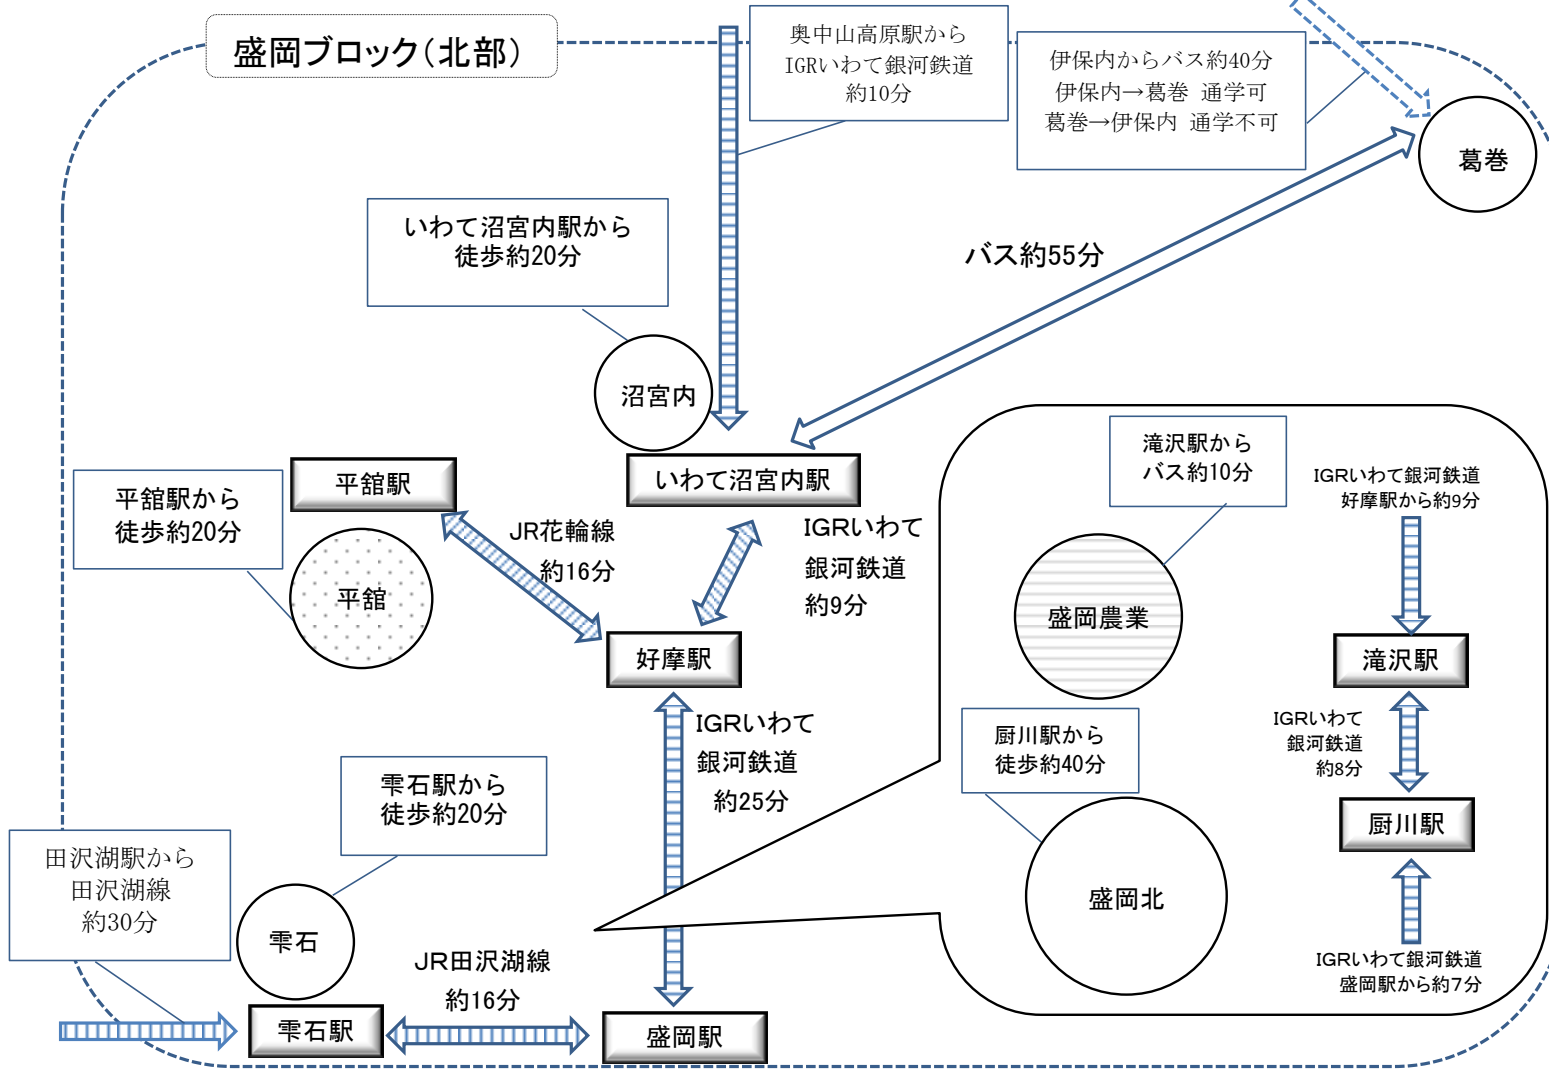 盛岡ブロック(北部)
奥中山高原駅から
IGRいわて銀河鉄道
約10分
伊保内からバス約40分
伊保内→葛巻 通学可
葛巻→伊保内 通学不可
葛巻
いわて沼宮内駅から
徒歩約20分
バス約55分
沼宮内
いわて沼宮内駅
平舘駅から
徒歩約20分
平舘駅
平舘
JR花輪線
約16分
IGRいわて
銀河鉄道
約9分
好摩駅
IGRいわて
銀河鉄道
約25分
雫石駅から
徒歩約20分
田沢湖駅から
田沢湖線
約30分
雫石
雫石駅
JR田沢湖線
約16分
盛岡駅
滝沢駅から
バス約10分
盛岡農業
厨川駅から
徒歩約40分
盛岡北
IGRいわて銀河鉄道
好摩駅から約9分
滝沢駅
IGRいわて
銀河鉄道
約8分
厨川駅
IGRいわて銀河鉄道
盛岡駅から約7分